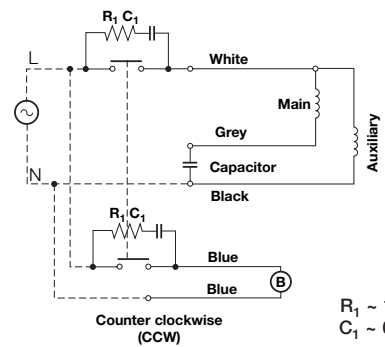 R1 C1
L
White
Main
Auxiliary
Grey
Capacitor
N
Black
R1 C1
Blue
Blue
B
R1 ~
C1 ~
Counter clockwise
(CCW)